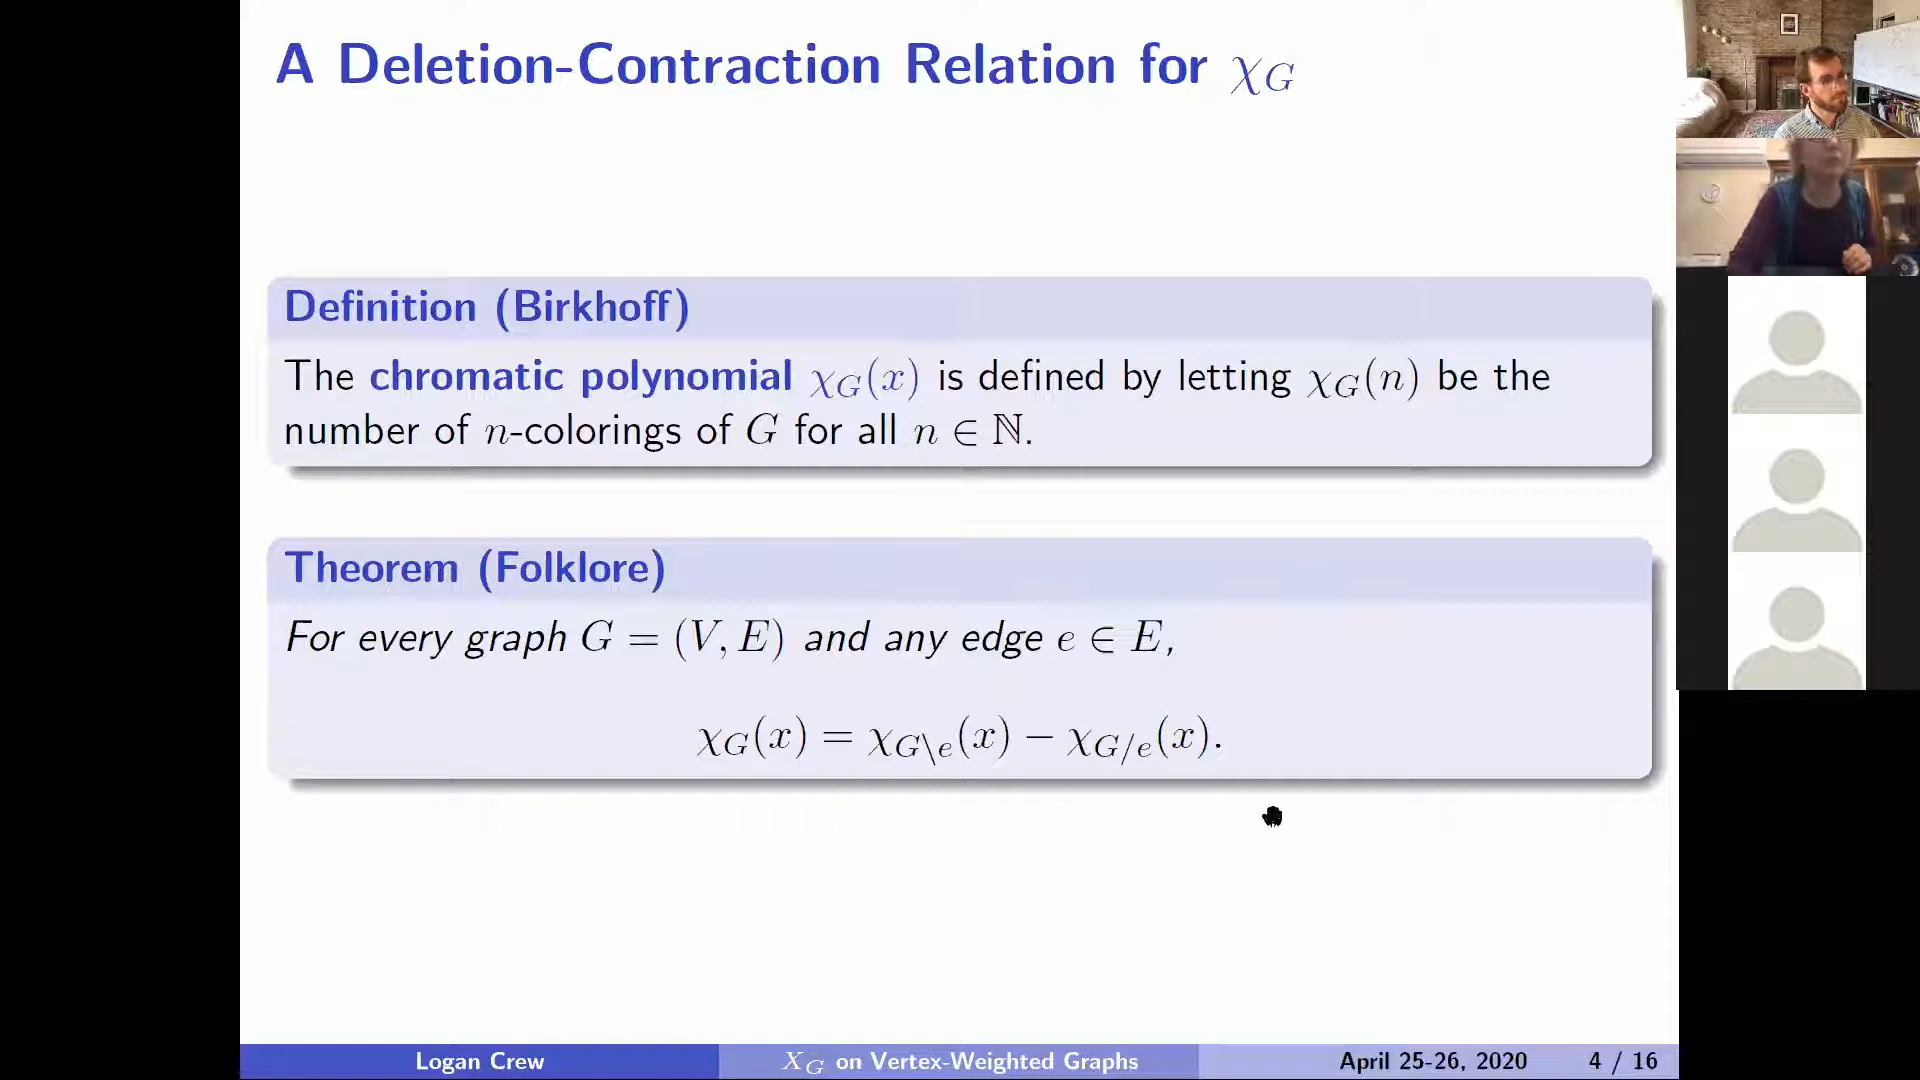 A Deletion-Contraction Relation for χ_G
Definition (Birkhoff)
The chromatic polynomial χ_G(x) is defined by letting χ_G(n) be the
number of n-colorings of G for all n ∈ ℕ.
Theorem (Folklore)
For every graph G = (V, E) and any edge e ∈ E,
χ_G(x) = χ_{G\e}(x) − χ_{G/e}(x).
Logan Crew
X_G on Vertex-Weighted Graphs
April 25-26, 2020
4 / 16